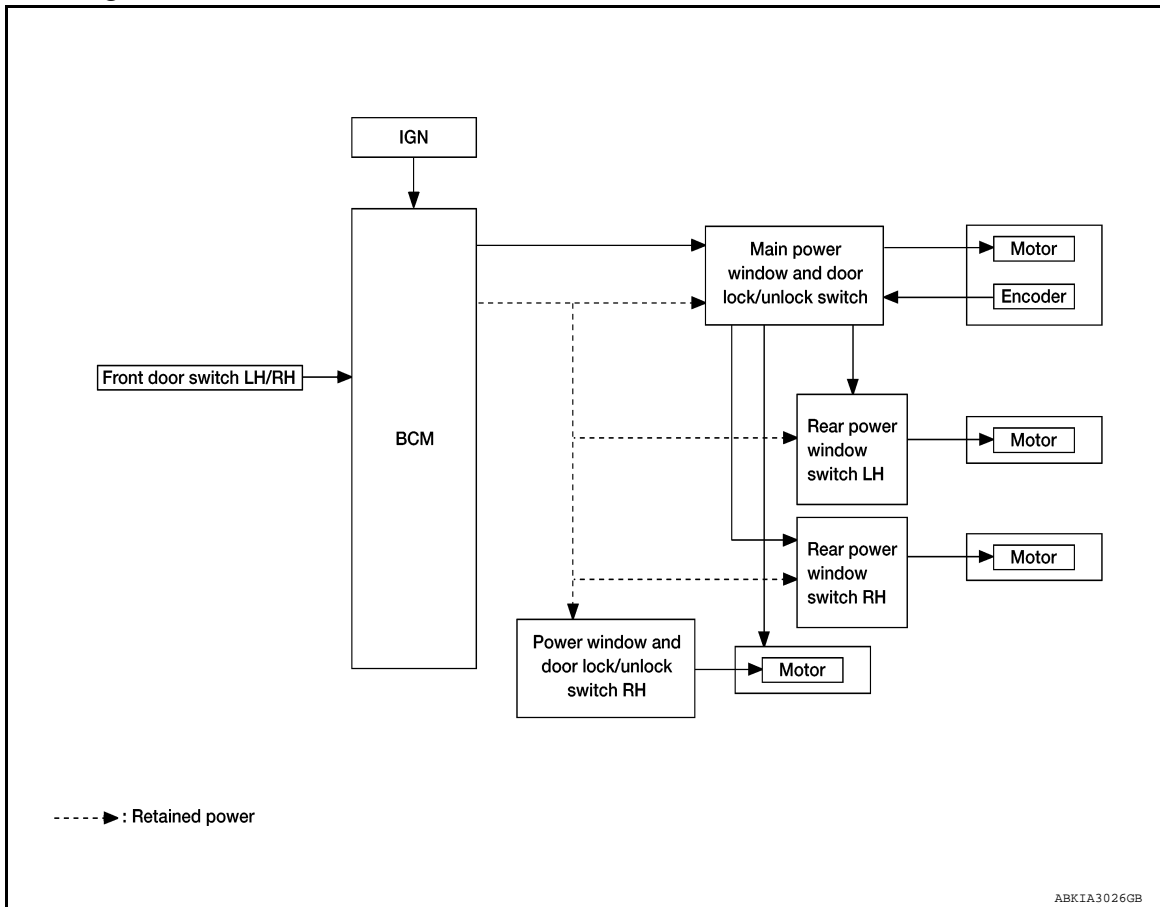 IGN
Main power
window and door
lock/unlock switch
Motor
Encoder
Front door switch LH/RH
BCM
Rear power
window
switch LH
Motor
Rear power
window
switch RH
Motor
Power window and
door lock/unlock
switch RH
Motor
: Retained power
ABKIA3026GB